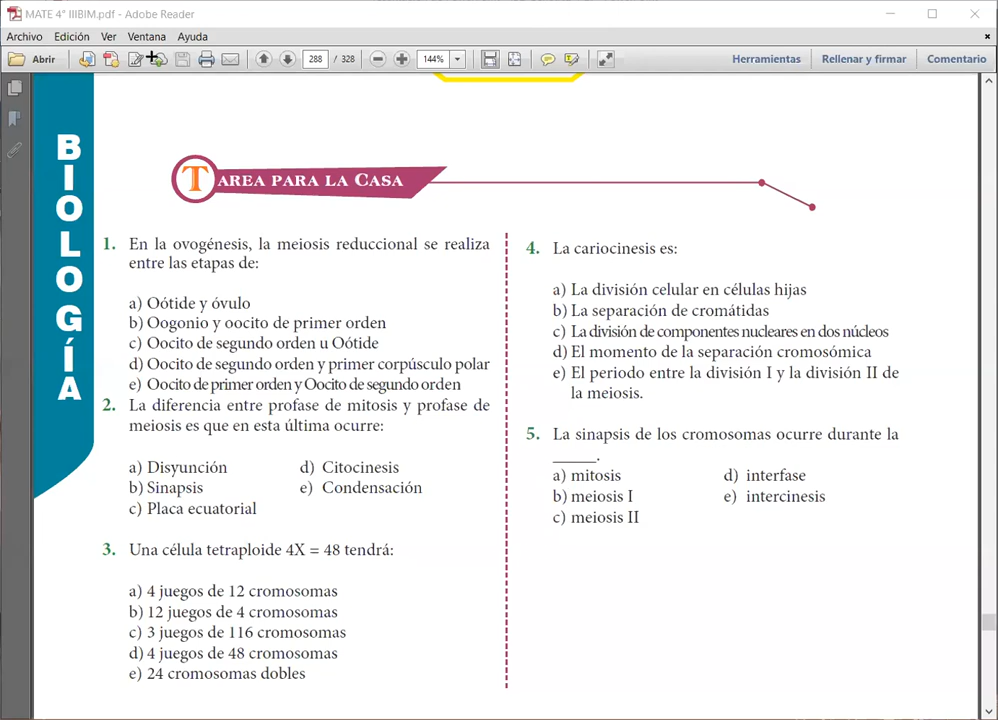 MATE 4° IIIBIM.pdf - Adobe Reader
Archivo Edición Ver Ventana Ayuda
Abrir 288 / 328 144% Herramientas Rellenar y firmar Comentario
BIOLOGÍA
TAREA PARA LA CASA
1. En la ovogénesis, la meiosis reduccional se realiza
entre las etapas de:
a) Oótide y óvulo
b) Oogonio y oocito de primer orden
c) Oocito de segundo orden u Oótide
d) Oocito de segundo orden y primer corpúsculo polar
e) Oocito de primer orden y Oocito de segundo orden
2. La diferencia entre profase de mitosis y profase de
meiosis es que en esta última ocurre:
a) Disyunción d) Citocinesis
b) Sinapsis e) Condensación
c) Placa ecuatorial
3. Una célula tetraploide 4X = 48 tendrá:
a) 4 juegos de 12 cromosomas
b) 12 juegos de 4 cromosomas
c) 3 juegos de 116 cromosomas
d) 4 juegos de 48 cromosomas
e) 24 cromosomas dobles
4. La cariocinesis es:
a) La división celular en células hijas
b) La separación de cromátidas
c) La división de componentes nucleares en dos núcleos
d) El momento de la separación cromosómica
e) El periodo entre la división I y la división II de
la meiosis.
5. La sinapsis de los cromosomas ocurre durante la
_____.
a) mitosis d) interfase
b) meiosis I e) intercinesis
c) meiosis II